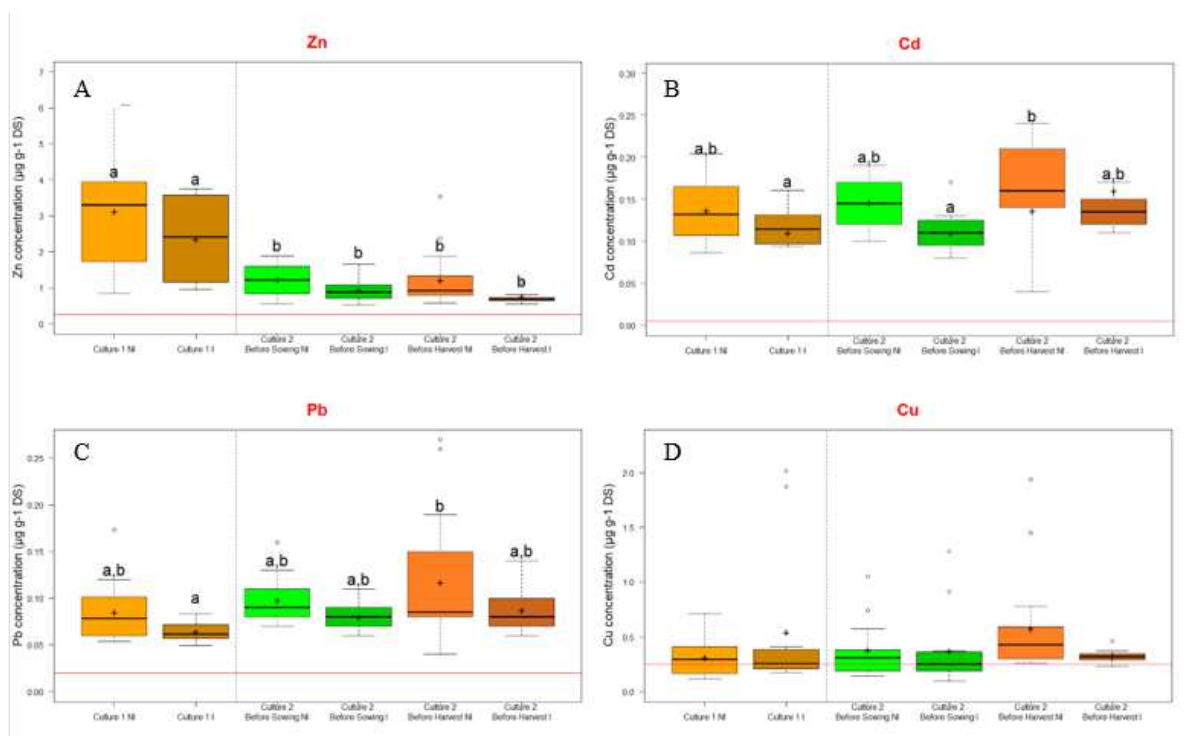 Zn
A
Zn concentration (µg g-1 DS)
7
6
5
4
3
2
1
0
a
a
b
b
b
b
Culture 1 NI
Culture 1 I
Culture 2
Before Sowing NI
Culture 2
Before Sowing I
Culture 2
Before Harvest NI
Culture 2
Before Harvest I
Cd
B
Cd concentration (µg g-1 DS)
0.30
0.25
0.20
0.15
0.10
0.05
0.00
a,b
a
a,b
a
b
a,b
Culture 1 NI
Culture 1 I
Culture 2
Before Sowing NI
Culture 2
Before Sowing I
Culture 2
Before Harvest NI
Culture 2
Before Harvest I
Pb
C
Pb concentration (µg g-1 DS)
0.25
0.20
0.15
0.10
0.05
0.00
a,b
a
a,b
a,b
b
a,b
Culture 1 NI
Culture 1 I
Culture 2
Before Sowing NI
Culture 2
Before Sowing I
Culture 2
Before Harvest NI
Culture 2
Before Harvest I
Cu
D
Cu concentration (µg g-1 DS)
2.0
1.5
1.0
0.5
0.0
Culture 1 NI
Culture 1 I
Culture 2
Before Sowing NI
Culture 2
Before Sowing I
Culture 2
Before Harvest NI
Culture 2
Before Harvest I